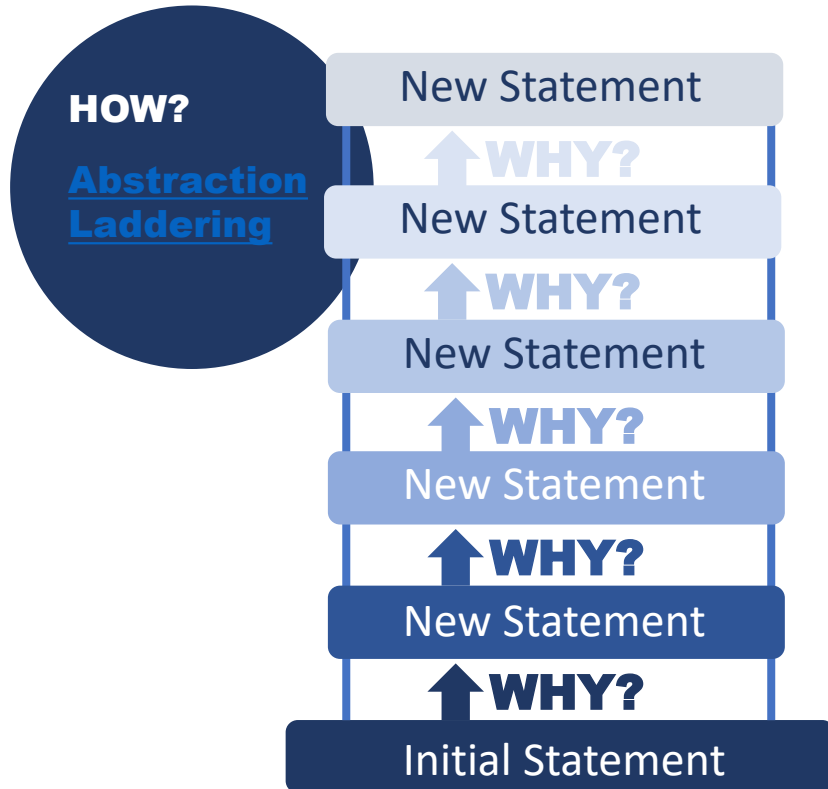 HOW?
Abstraction
Laddering
New Statement
WHY?
New Statement
WHY?
New Statement
WHY?
New Statement
WHY?
New Statement
WHY?
Initial Statement